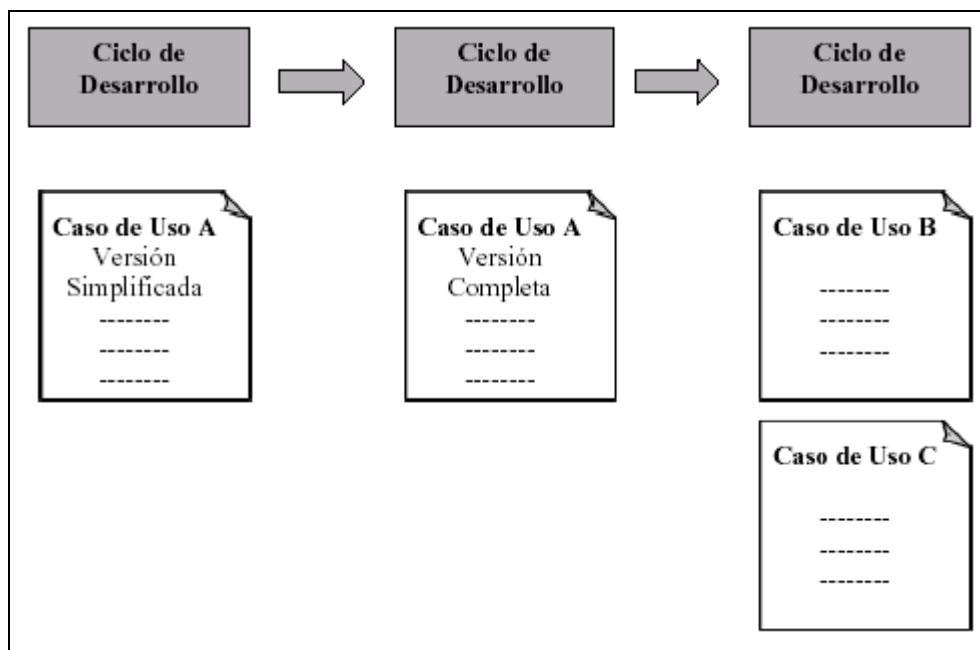 Ciclo de
Desarrollo
Ciclo de
Desarrollo
Ciclo de
Desarrollo
Caso de Uso A
Versión
Simplificada
--------
--------
--------
Caso de Uso A
Versión
Completa
--------
--------
--------
Caso de Uso B
--------
--------
--------
Caso de Uso C
--------
--------
--------